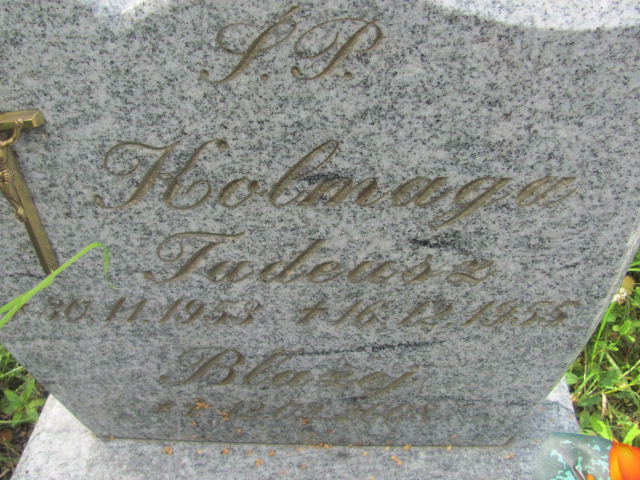 Ś.P.
Kolmaga
Tadeusz
30.11.1953 +16.12.1955
Błażej